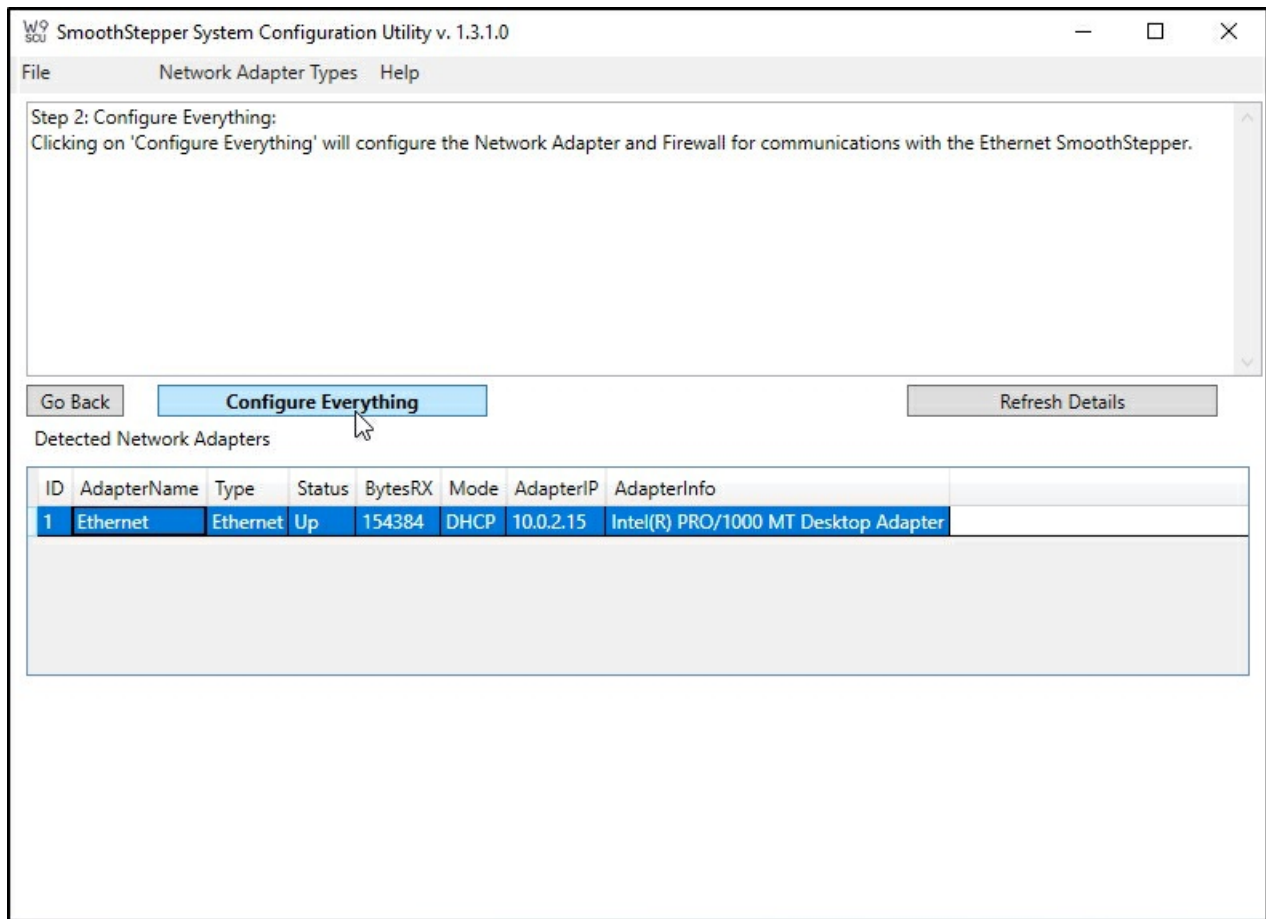 W9 SCU SmoothStepper System Configuration Utility v. 1.3.1.0
File Network Adapter Types Help
Step 2: Configure Everything:
Clicking on 'Configure Everything' will configure the Network Adapter and Firewall for communications with the Ethernet SmoothStepper.
Go Back Configure Everything Refresh Details
Detected Network Adapters
ID AdapterName Type Status BytesRX Mode AdapterIP AdapterInfo
1 Ethernet Ethernet Up 154384 DHCP 10.0.2.15 Intel(R) PRO/1000 MT Desktop Adapter